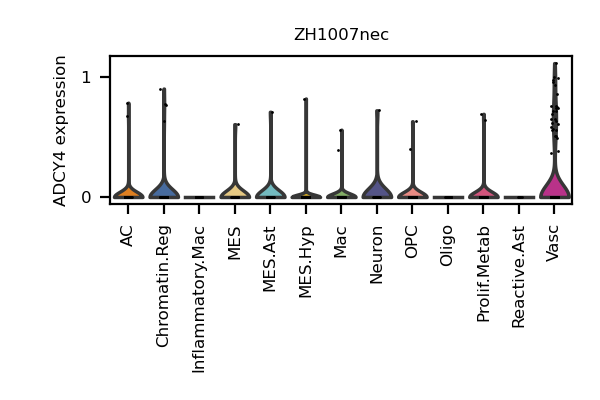 ZH1007nec
ADCY4 expression
1
0
AC
Chromatin.Reg
Inflammatory.Mac
MES
MES.Ast
MES.Hyp
Mac
Neuron
OPC
Oligo
Prolif.Metab
Reactive.Ast
Vasc